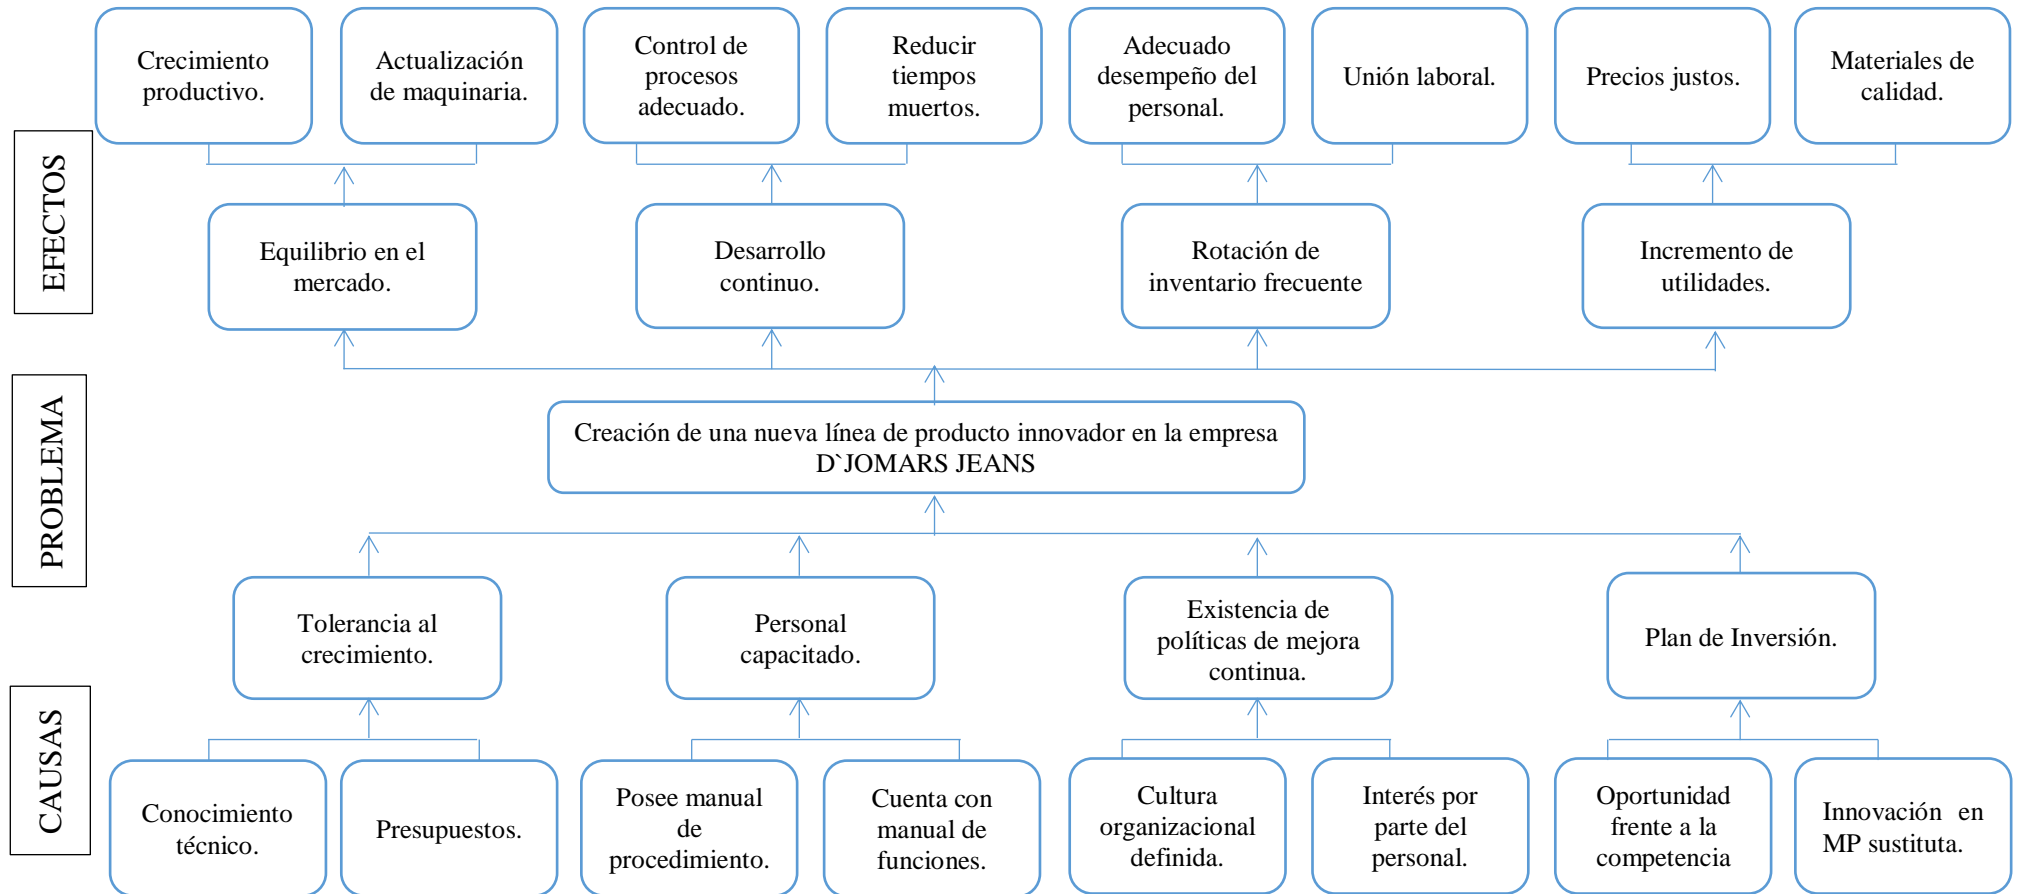 Crecimiento
productivo.
Actualización
de maquinaria.
Control de
procesos
adecuado.
Reducir
tiempos
muertos.
Adecuado
desempeño del
personal.
Unión laboral.
Precios justos.
Materiales de
calidad.
EFECTOS
Equilibrio en el
mercado.
Desarrollo
continuo.
Rotación de
inventario frecuente
Incremento de
utilidades.
PROBLEMA
Creación de una nueva línea de producto innovador en la empresa
D`JOMARS JEANS
Tolerancia al
crecimiento.
Personal
capacitado.
Existencia de
políticas de mejora
continua.
Plan de Inversión.
CAUSAS
Conocimiento
técnico.
Presupuestos.
Posee manual
de
procedimiento.
Cuenta con
manual de
funciones.
Cultura
organizacional
definida.
Interés por
parte del
personal.
Oportunidad
frente a la
competencia
Innovación en
MP sustituta.